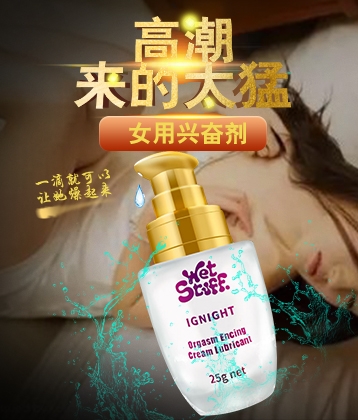 高潮
来的太猛
女用兴奋剂
一滴就可以
让她燥起来
Wet
Stuff.
IGNIGHT
Orgasm Encing
Cream Lubricant
25g net